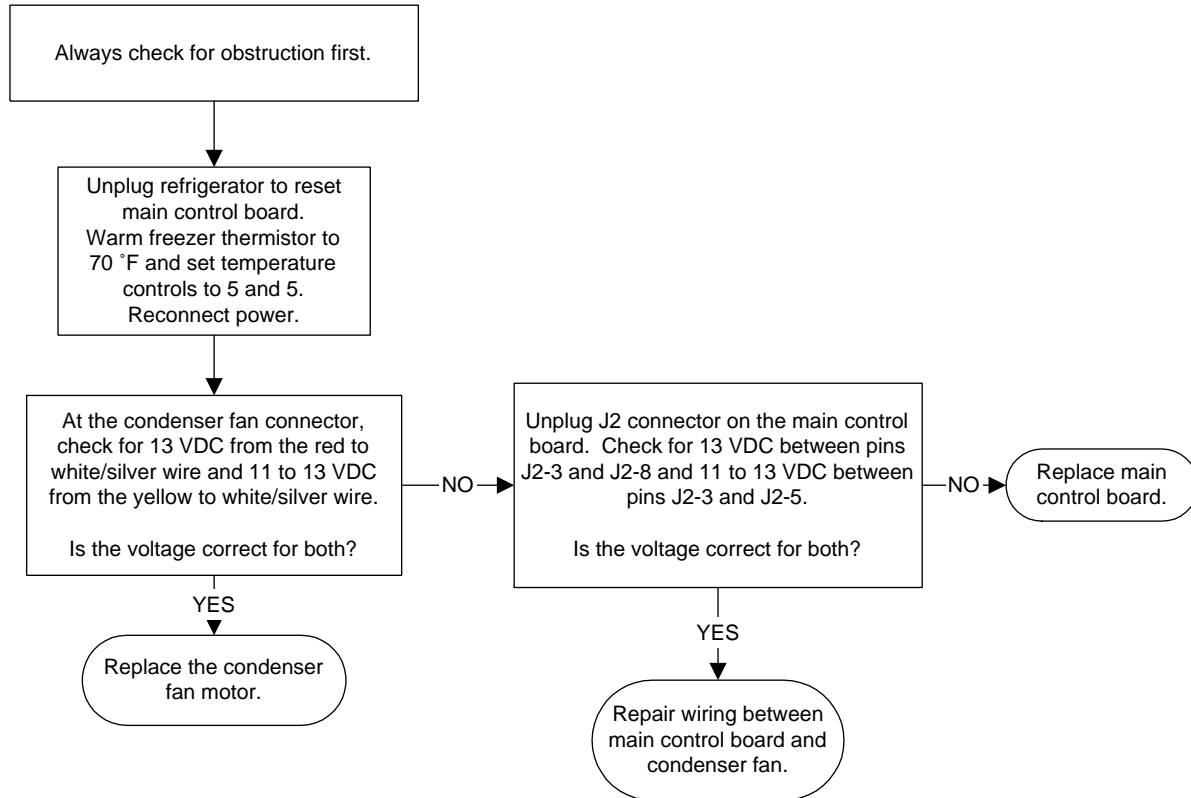 Always check for obstruction first.
Unplug refrigerator to reset
main control board.
Warm freezer thermistor to
70 ˚F and set temperature
controls to 5 and 5.
Reconnect power.
At the condenser fan connector,
check for 13 VDC from the red to
white/silver wire and 11 to 13 VDC
from the yellow to white/silver wire.
Is the voltage correct for both?
NO
Unplug J2 connector on the main control
board. Check for 13 VDC between pins
J2-3 and J2-8 and 11 to 13 VDC between
pins J2-3 and J2-5.
Is the voltage correct for both?
NO
Replace main
control board.
YES
Replace the condenser
fan motor.
YES
Repair wiring between
main control board and
condenser fan.